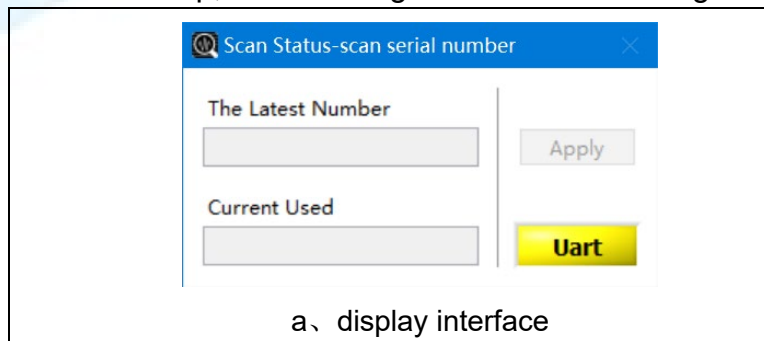 Scan Status-scan serial number
The Latest Number
Apply
Current Used
Uart
a、display interface